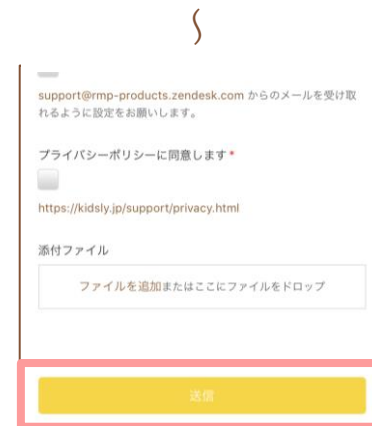 support@rmp-products.zendesk.com からのメールを受け取
れるように設定をお願いします。
プライバシーポリシーに同意します*
https://kidsly.jp/support/privacy.html
添付ファイル
ファイルを追加またはここにファイルをドロップ
送信